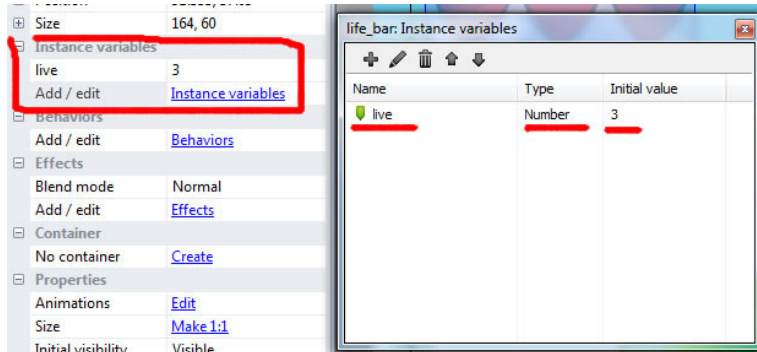 Size 164, 60
Instance variables
live 3
Add / edit Instance variables
Behaviors
Add / edit Behaviors
Effects
Blend mode Normal
Add / edit Effects
Container
No container Create
Properties
Animations Edit
Size Make 1:1
Initial visibility Visible
life_bar: Instance variables
Name Type Initial value
live Number 3